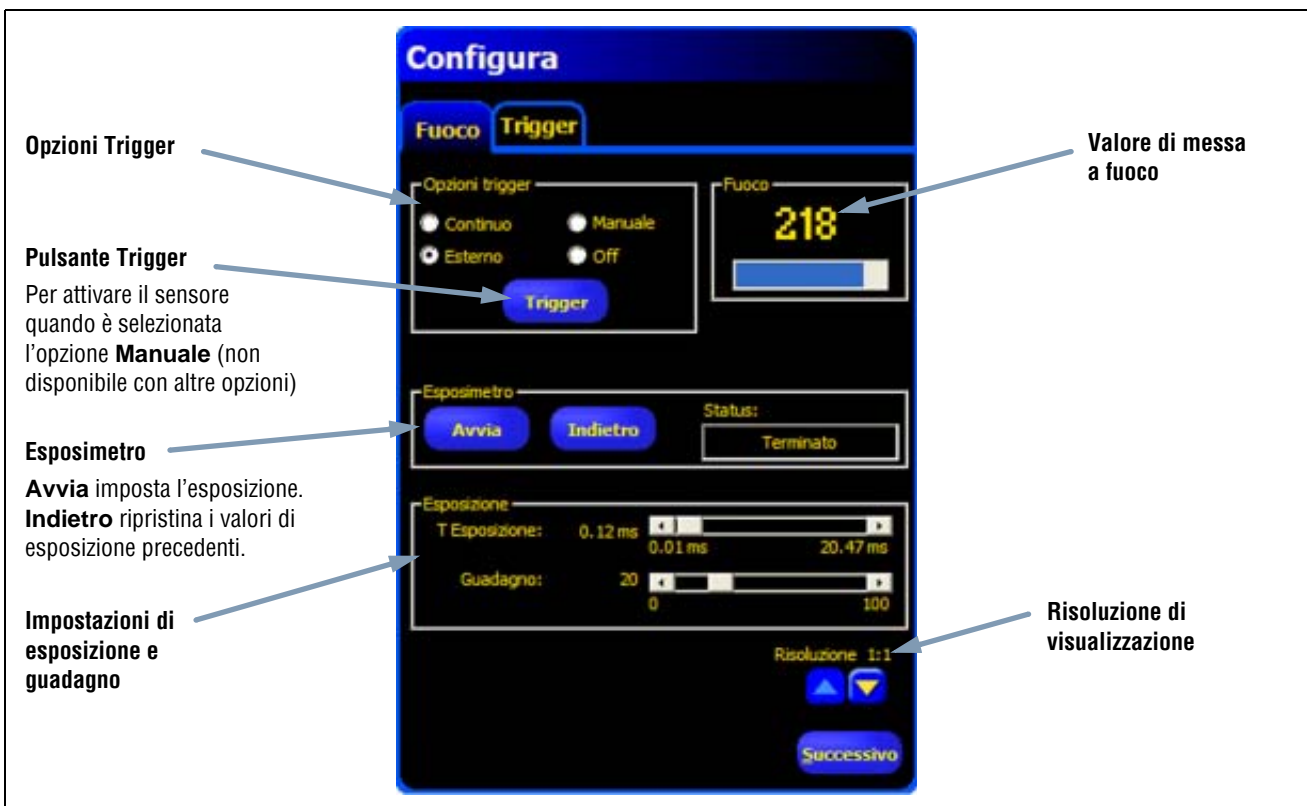 Configura
Fuoco Trigger
Opzioni Trigger
Valore di messa
a fuoco
Opzioni trigger
Continuo
Manuale
Esterno
Off
Trigger
Fuoco
218
Pulsante Trigger
Per attivare il sensore
quando è selezionata
l'opzione Manuale (non
disponibile con altre opzioni)
Esposimetro
Avvia
Indietro
Status:
Terminato
Esposimetro
Avvia imposta l'esposizione.
Indietro ripristina i valori di
esposizione precedenti.
Esposizione
T Esposizione: 0.12 ms
0.01 ms 20.47 ms
Guadagno: 20
0 100
Impostazioni di
esposizione e
guadagno
Risoluzione di
visualizzazione
Risoluzione 1:1
Successivo